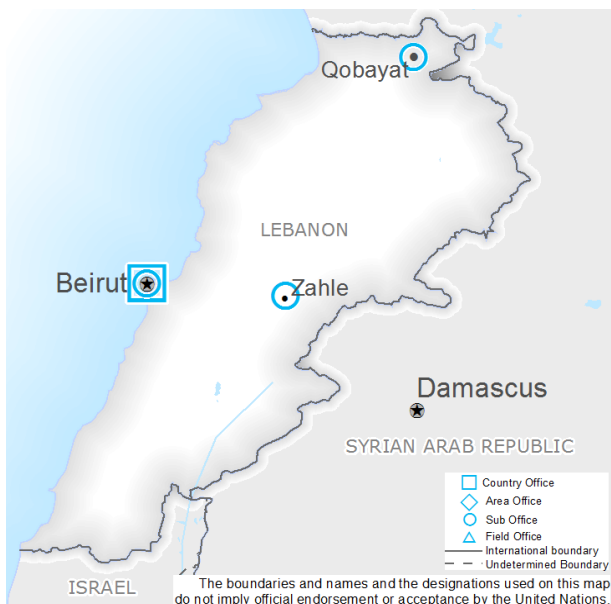 Qobayat
LEBANON
Beirut
Zahle
Damascus
SYRIAN ARAB REPUBLIC
Country Office
Area Office
Sub Office
Field Office
International boundary
Undetermined Boundary
ISRAEL
The boundaries and names and the designations used on this map
do not imply official endorsement or acceptance by the United Nations.